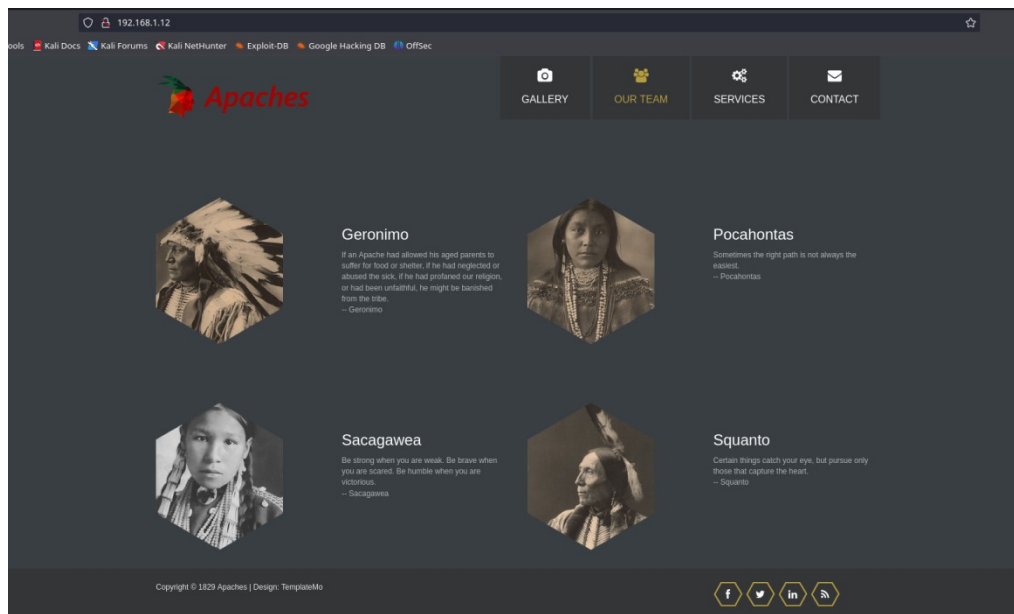 192.168.1.12
ools Kali Docs Kali Forums Kali NetHunter Exploit-DB Google Hacking DB OffSec
Apaches
GALLERY
OUR TEAM
SERVICES
CONTACT
Geronimo
If an Apache had allowed his aged parents to
suffer for food or shelter, if he had neglected or
abused the sick, if he had profaned our religion,
or had been unfaithful, he might be banished
from the tribe.
-- Geronimo
Pocahontas
Sometimes the right path is not always the
easiest.
-- Pocahontas
Sacagawea
Be strong when you are weak. Be brave when
you are scared. Be humble when you are
victorious.
-- Sacagawea
Squanto
Certain things catch your eye, but pursue only
those that capture the heart.
-- Squanto
Copyright © 1829 Apaches | Design: TemplateMo